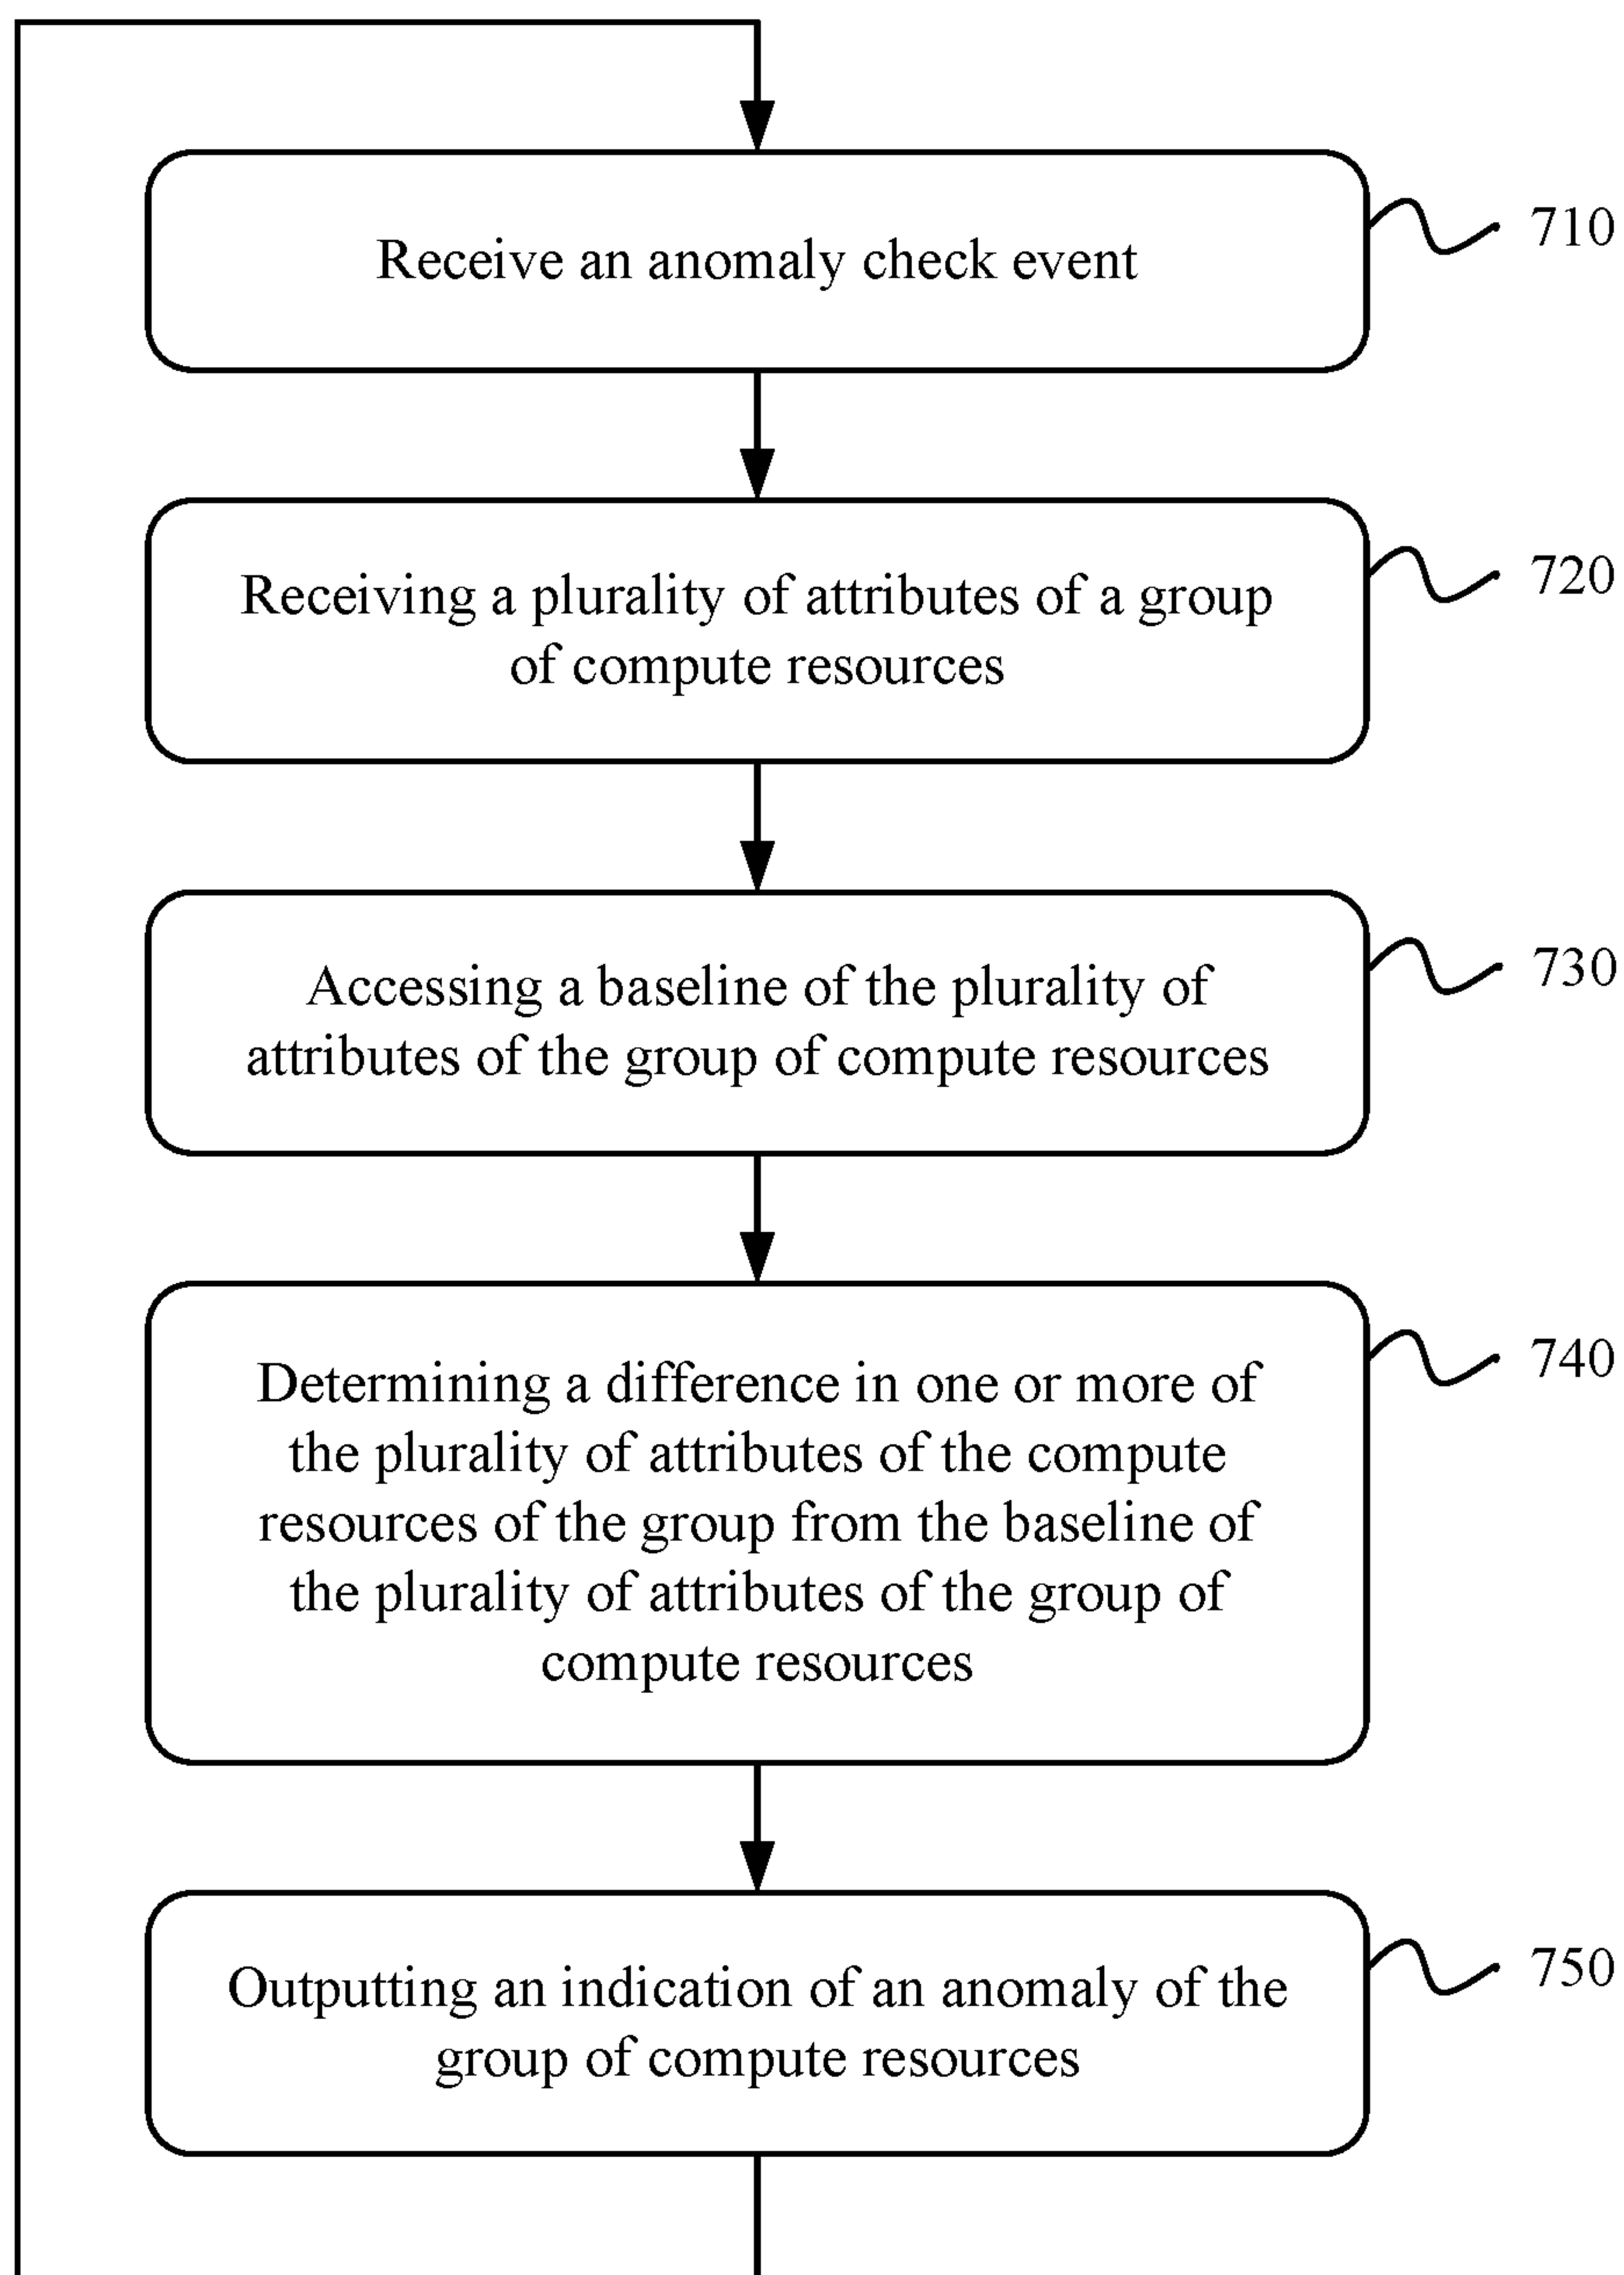 Receive an anomaly check event
710
Receiving a plurality of attributes of a group
of compute resources
720
Accessing a baseline of the plurality of
attributes of the group of compute resources
730
Determining a difference in one or more of
the plurality of attributes of the compute
resources of the group from the baseline of
the plurality of attributes of the group of
compute resources
740
Outputting an indication of an anomaly of the
group of compute resources
750